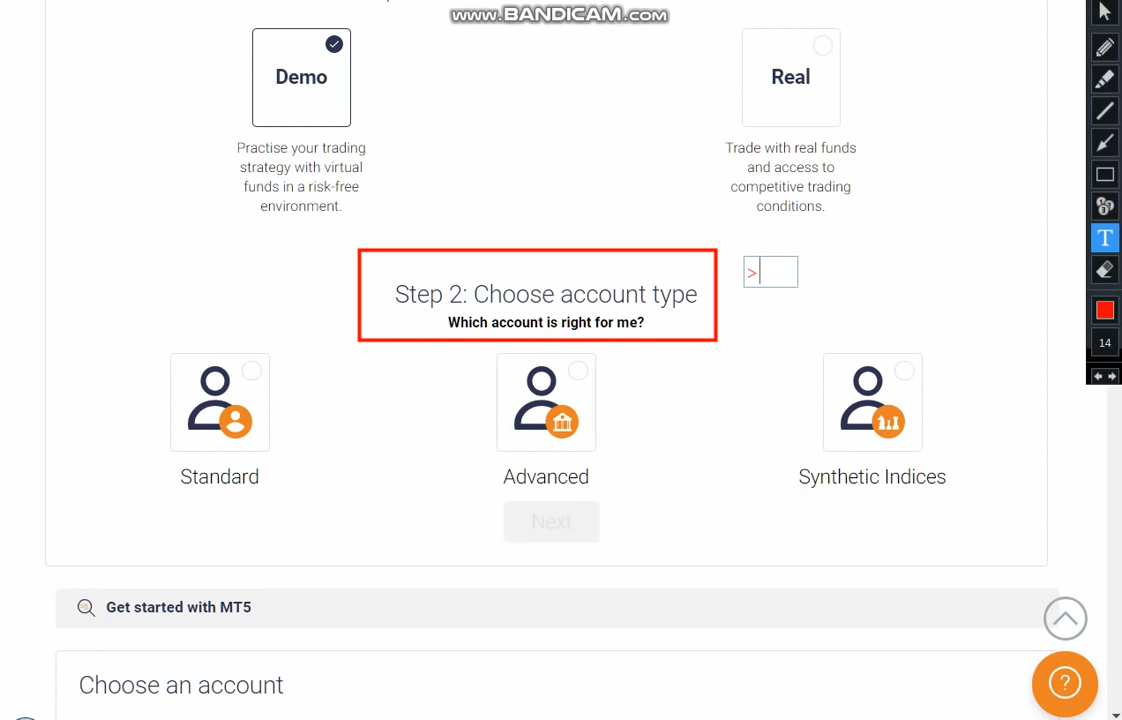 www.BANDICAM.com
Demo
Real
Practise your trading
strategy with virtual
funds in a risk-free
environment.
Trade with real funds
and access to
competitive trading
conditions.
>
Step 2: Choose account type
Which account is right for me?
Standard
Advanced
Synthetic Indices
Next
Get started with MT5
Choose an account
T
14
?